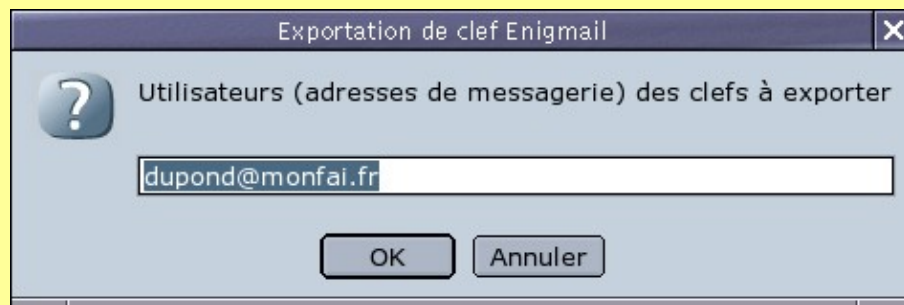 Exportation de clef Enigmail
Utilisateurs (adresses de messagerie) des clefs à exporter
dupond@monfai.fr
OK
Annuler